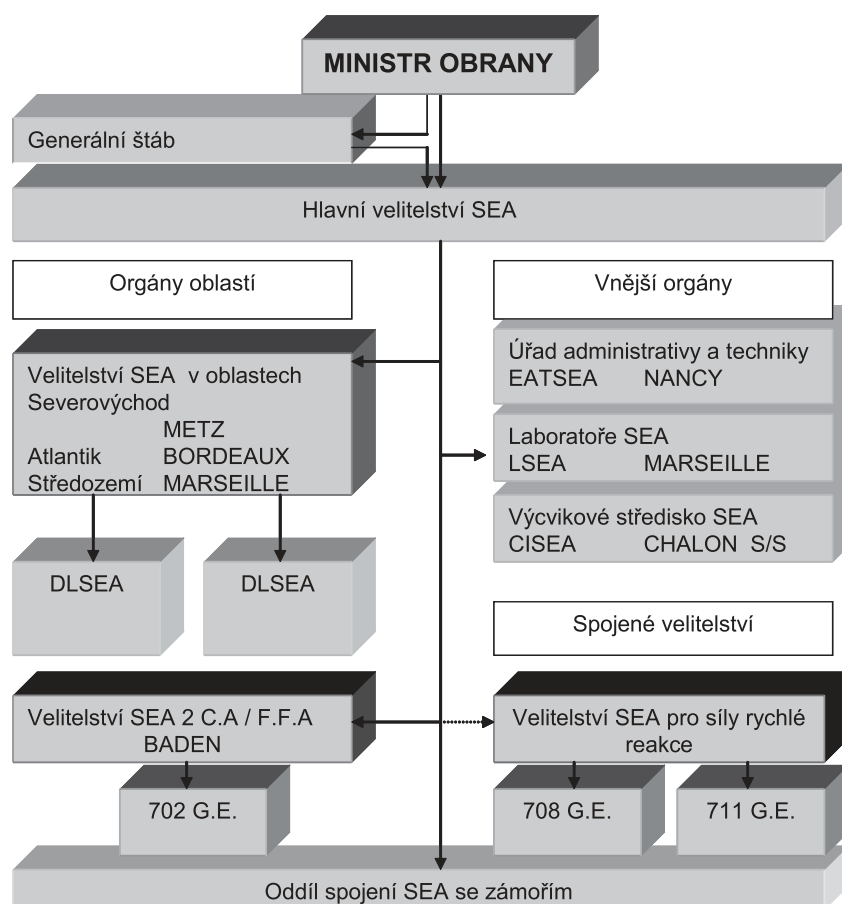 MINISTR OBRANY
Generální štáb
Hlavní velitelství SEA
Orgány oblastí
Velitelství SEA v oblastech
Severovýchod
METZ
Atlantik BORDEAUX
Středozemí MARSEILLE
DLSEA
DLSEA
Vnější orgány
Úřad administrativy a techniky
EATSEA NANCY
Laboratoře SEA
LSEA MARSEILLE
Výcvikové středisko SEA
CISEA CHALON S/S
Spojené velitelství
Velitelství SEA 2 C.A / F.F.A
BADEN
702 G.E.
Velitelství SEA pro síly rychlé
reakce
708 G.E.
711 G.E.
Oddíl spojení SEA se zámořím